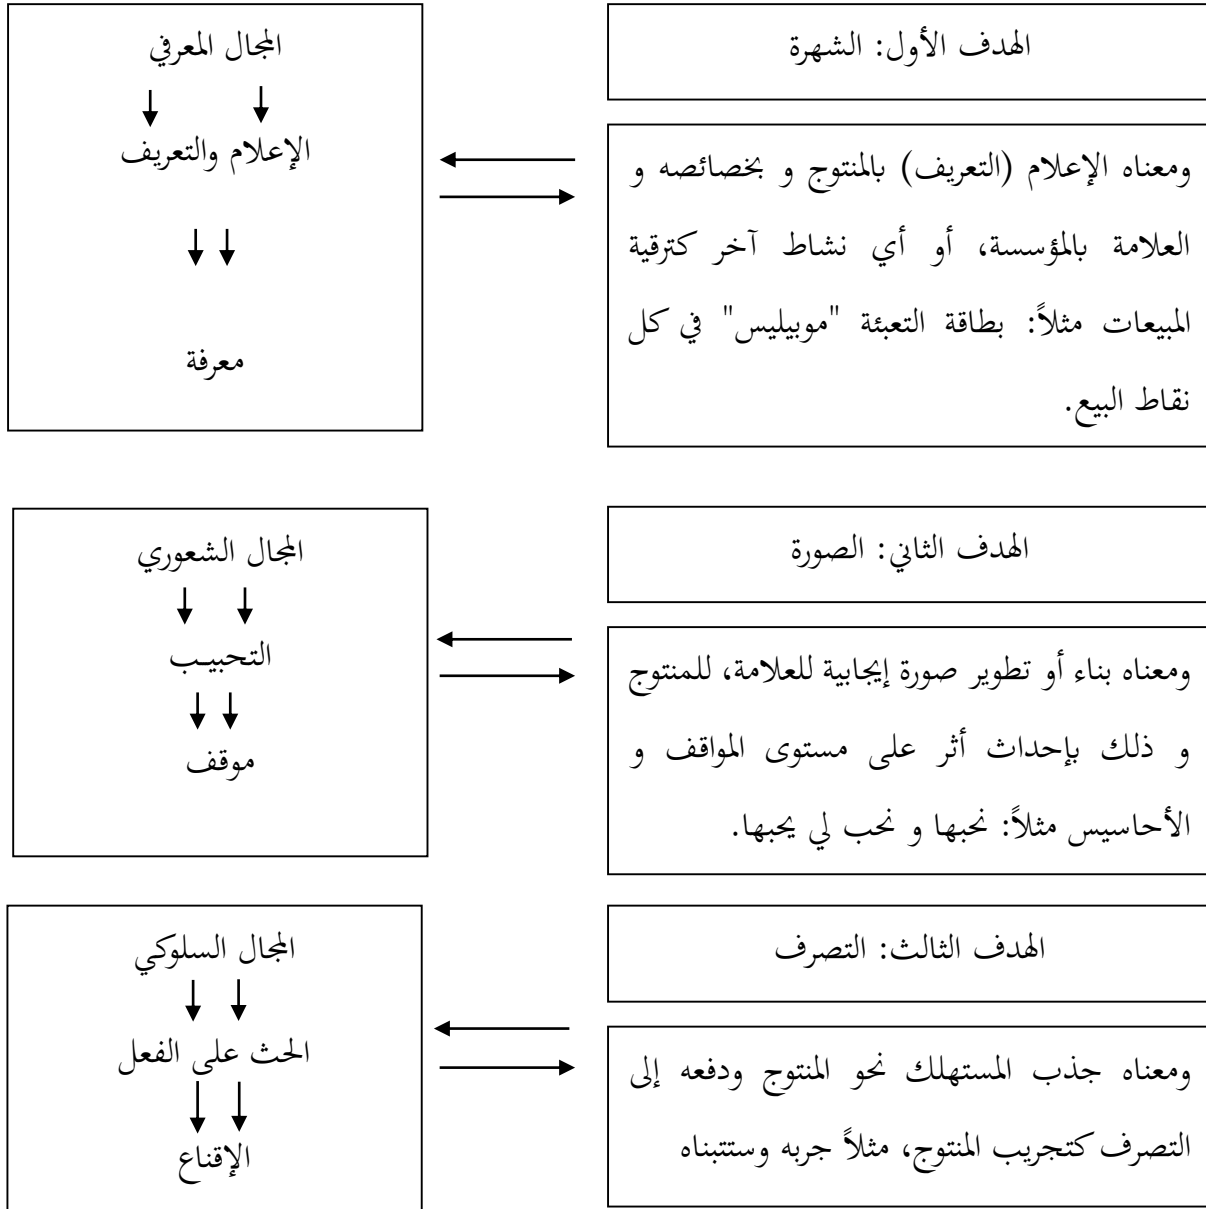 الهدف الأول: الشهرة
ومعناه الإعلام (التعريف) بالمنتوج و بخصائصه و
العلامة بالمؤسسة، أو أي نشاط آخر كترقية
المبيعات مثلاً: بطاقة التعبئة "موبيليس" في كل
نقاط البيع.
المجال المعرفي
الإعلام والتعريف
معرفة
الهدف الثاني: الصورة
ومعناه بناء أو تطوير صورة إيجابية للعلامة، للمنتوج
و ذلك بإحداث أثر على مستوى المواقف و
الأحاسيس مثلاً: نحبها و نحب لي يحبها.
المجال الشعوري
التحبيـب
موقف
الهدف الثالث: التصرف
ومعناه جذب المستهلك نحو المنتوج ودفعه إلى
التصرف كتجريب المنتوج، مثلاً جربه وستتبناه
المجال السلوكي
الحث على الفعل
الإقناع